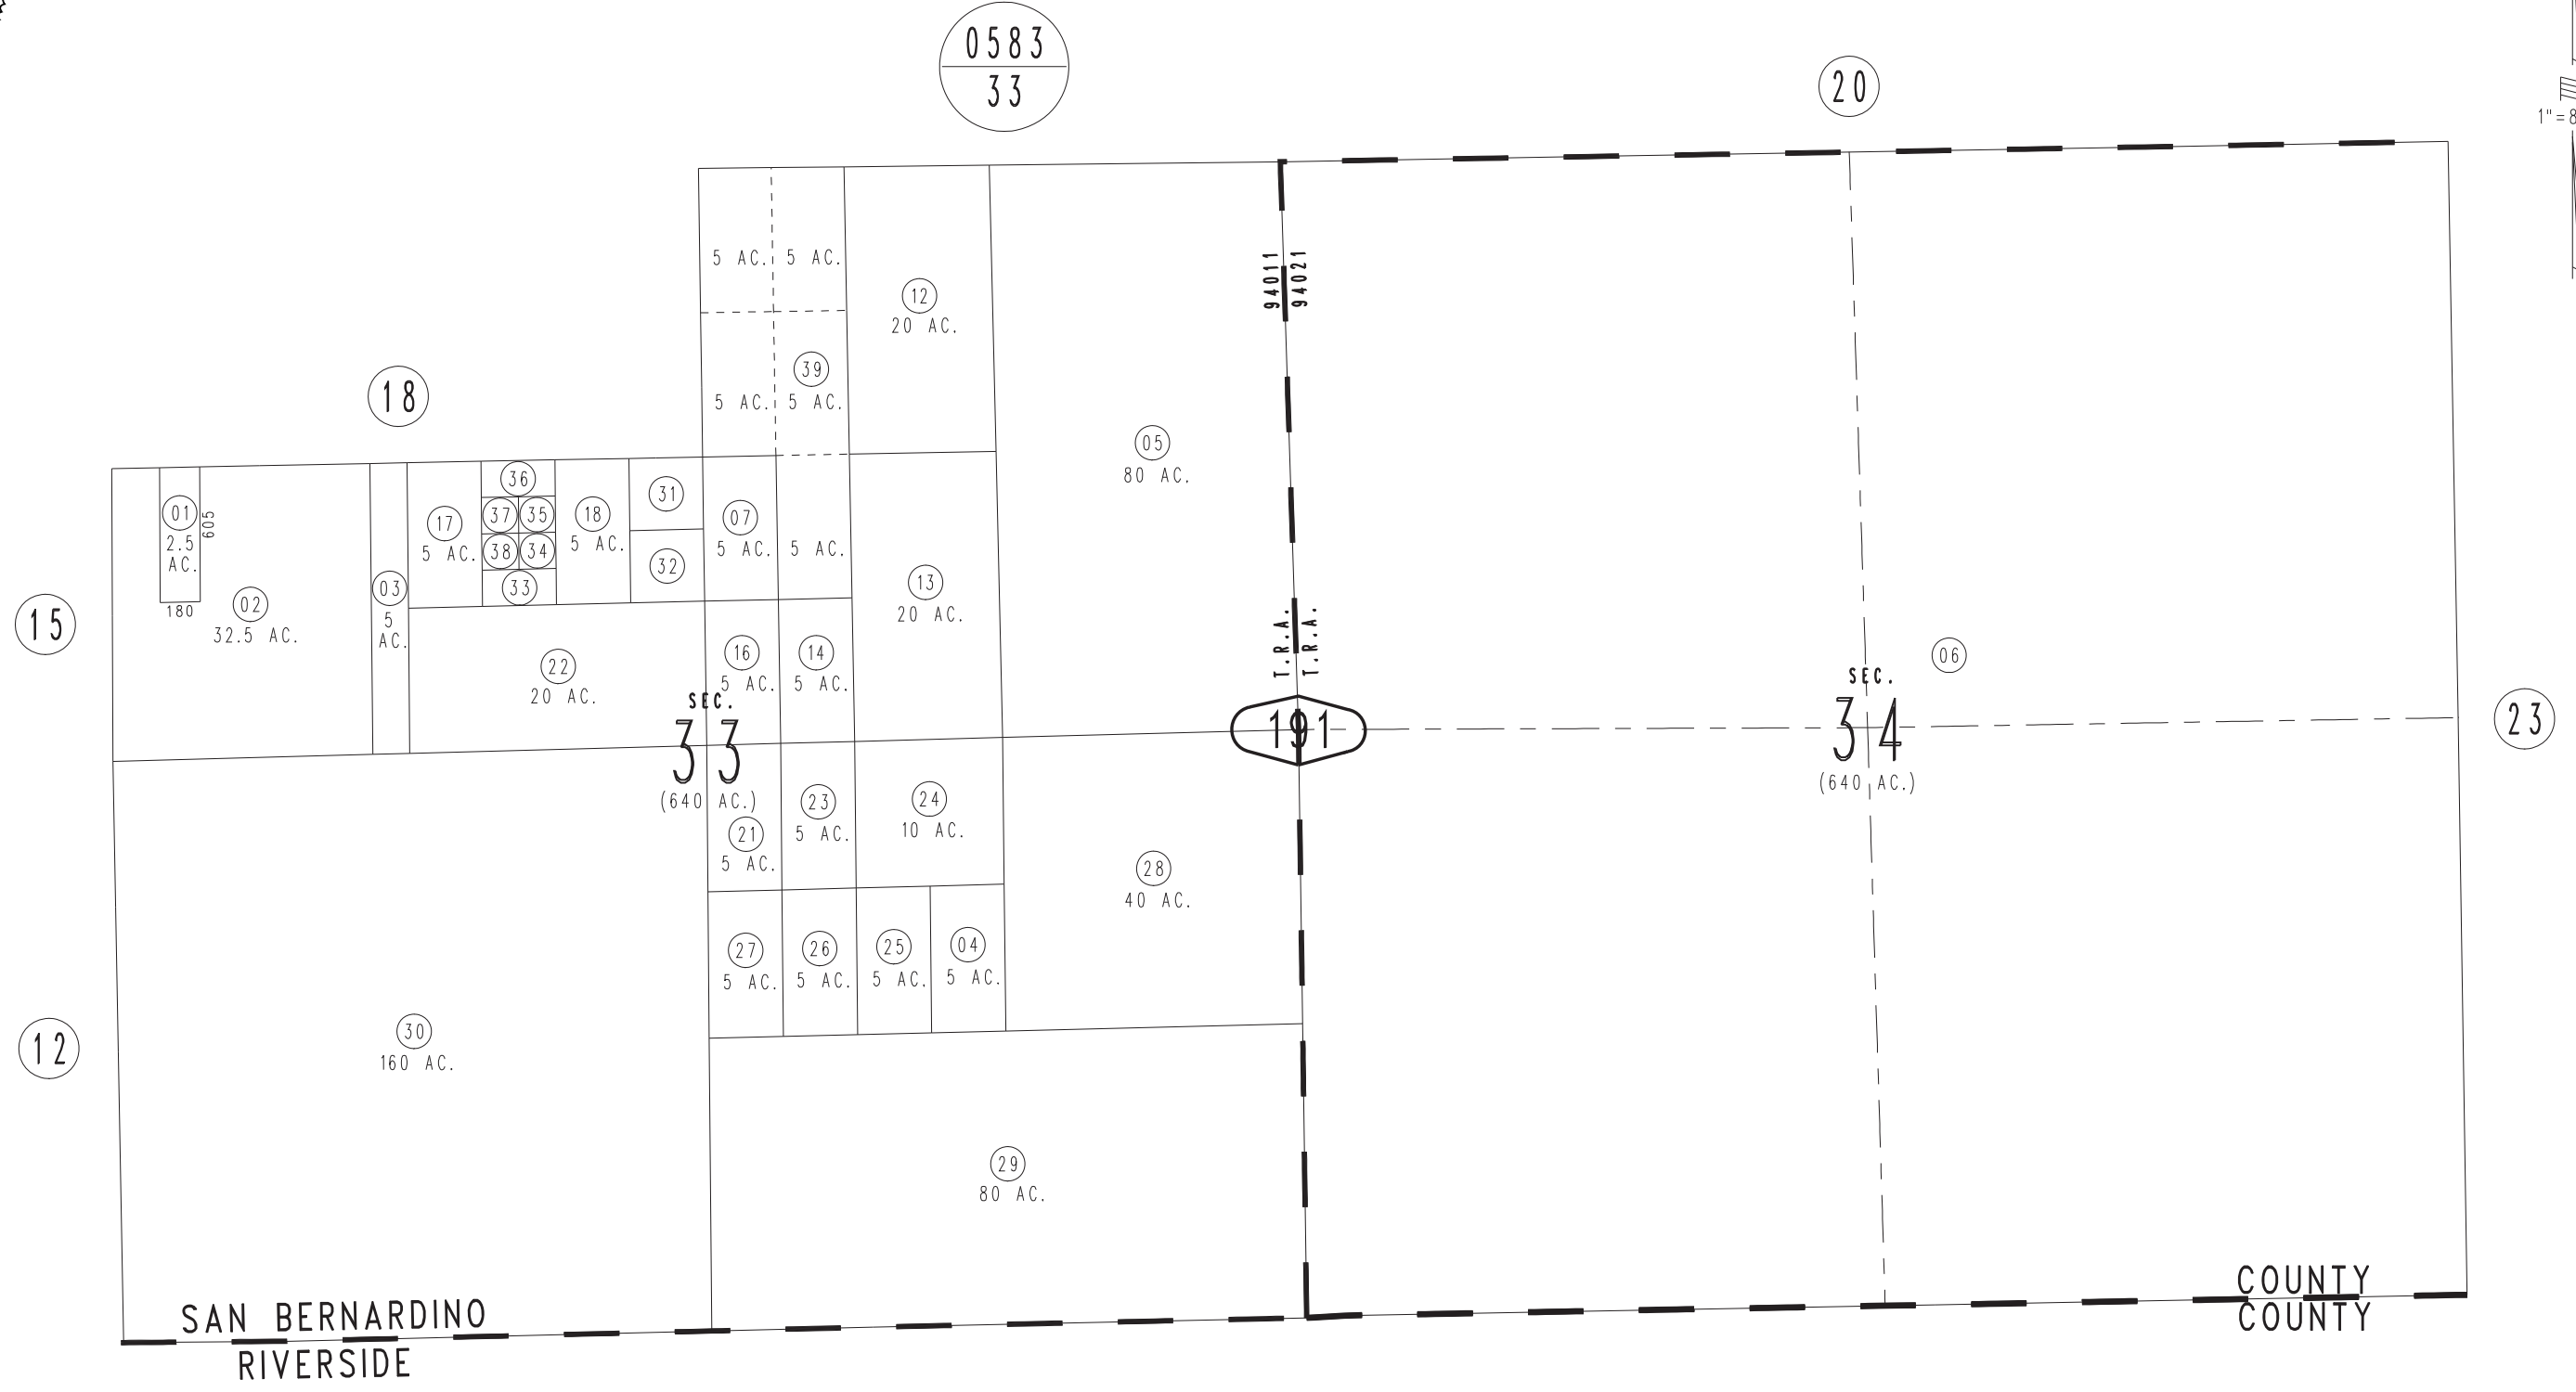 0583
33
20
1"=8
18
15
12
23
5 AC.
5 AC.
5 AC.
39
5 AC.
12
20 AC.
05
80 AC.
94011
94021
T.R.A.
T.R.A.
01
2.5
AC.
605
180
02
32.5 AC.
03
5
AC.
17
5 AC.
36
37
35
38
34
33
18
5 AC.
31
32
07
5 AC.
5 AC.
13
20 AC.
22
20 AC.
16
5 AC.
14
5 AC.
SEC.
33
(640 AC.)
191
06
SEC.
34
(640 AC.)
21
5 AC.
23
5 AC.
24
10 AC.
28
40 AC.
27
5 AC.
26
5 AC.
25
5 AC.
04
5 AC.
30
160 AC.
29
80 AC.
SAN BERNARDINO
COUNTY
RIVERSIDE
COUNTY